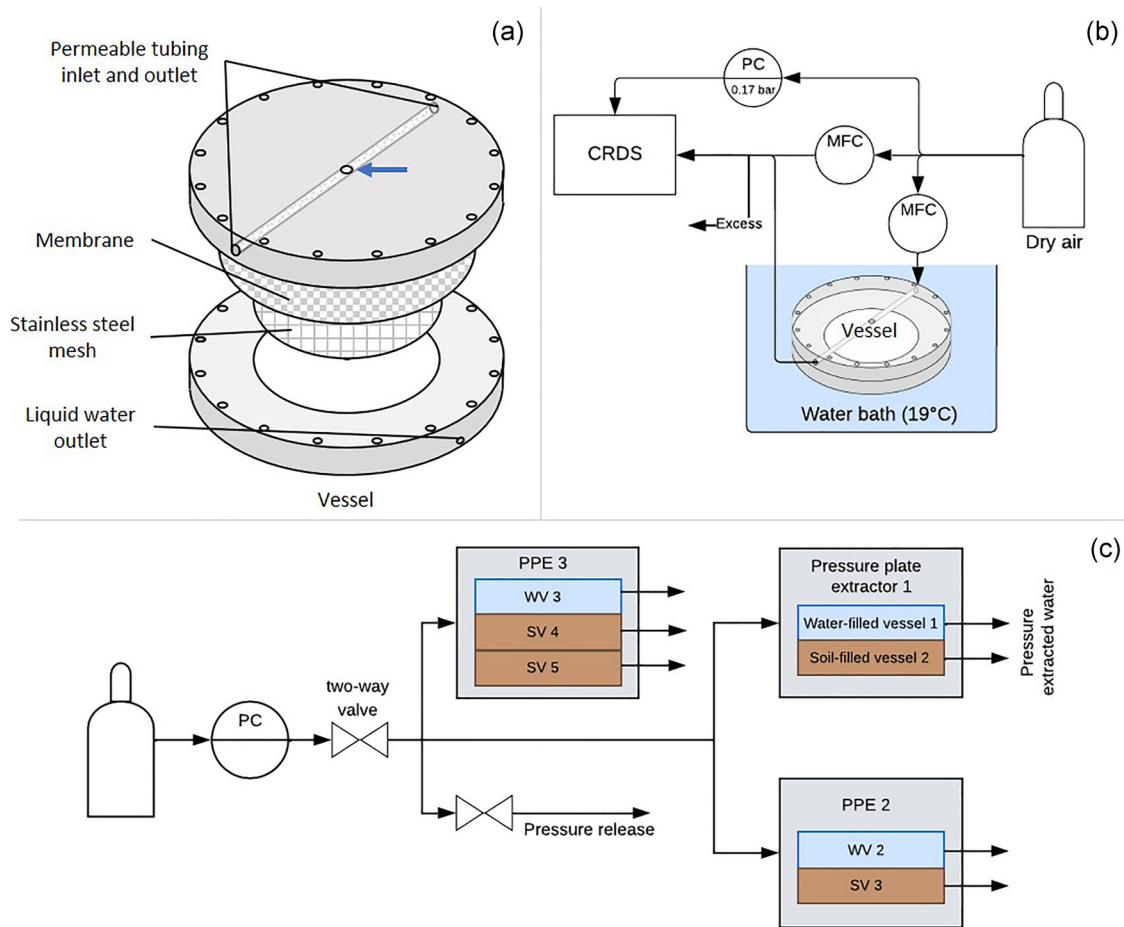 (a)
Permeable tubing
inlet and outlet
Membrane
Stainless steel
mesh
Liquid water
outlet
Vessel
(b)
PC
0.17 bar
CRDS
MFC
MFC
Excess
Dry air
Vessel
Water bath (19°C)
(c)
PPE 3
WV 3
SV 4
SV 5
Pressure plate
extractor 1
Water-filled vessel 1
Soil-filled vessel 2
Pressure
extracted water
two-way
valve
PC
Pressure release
PPE 2
WV 2
SV 3